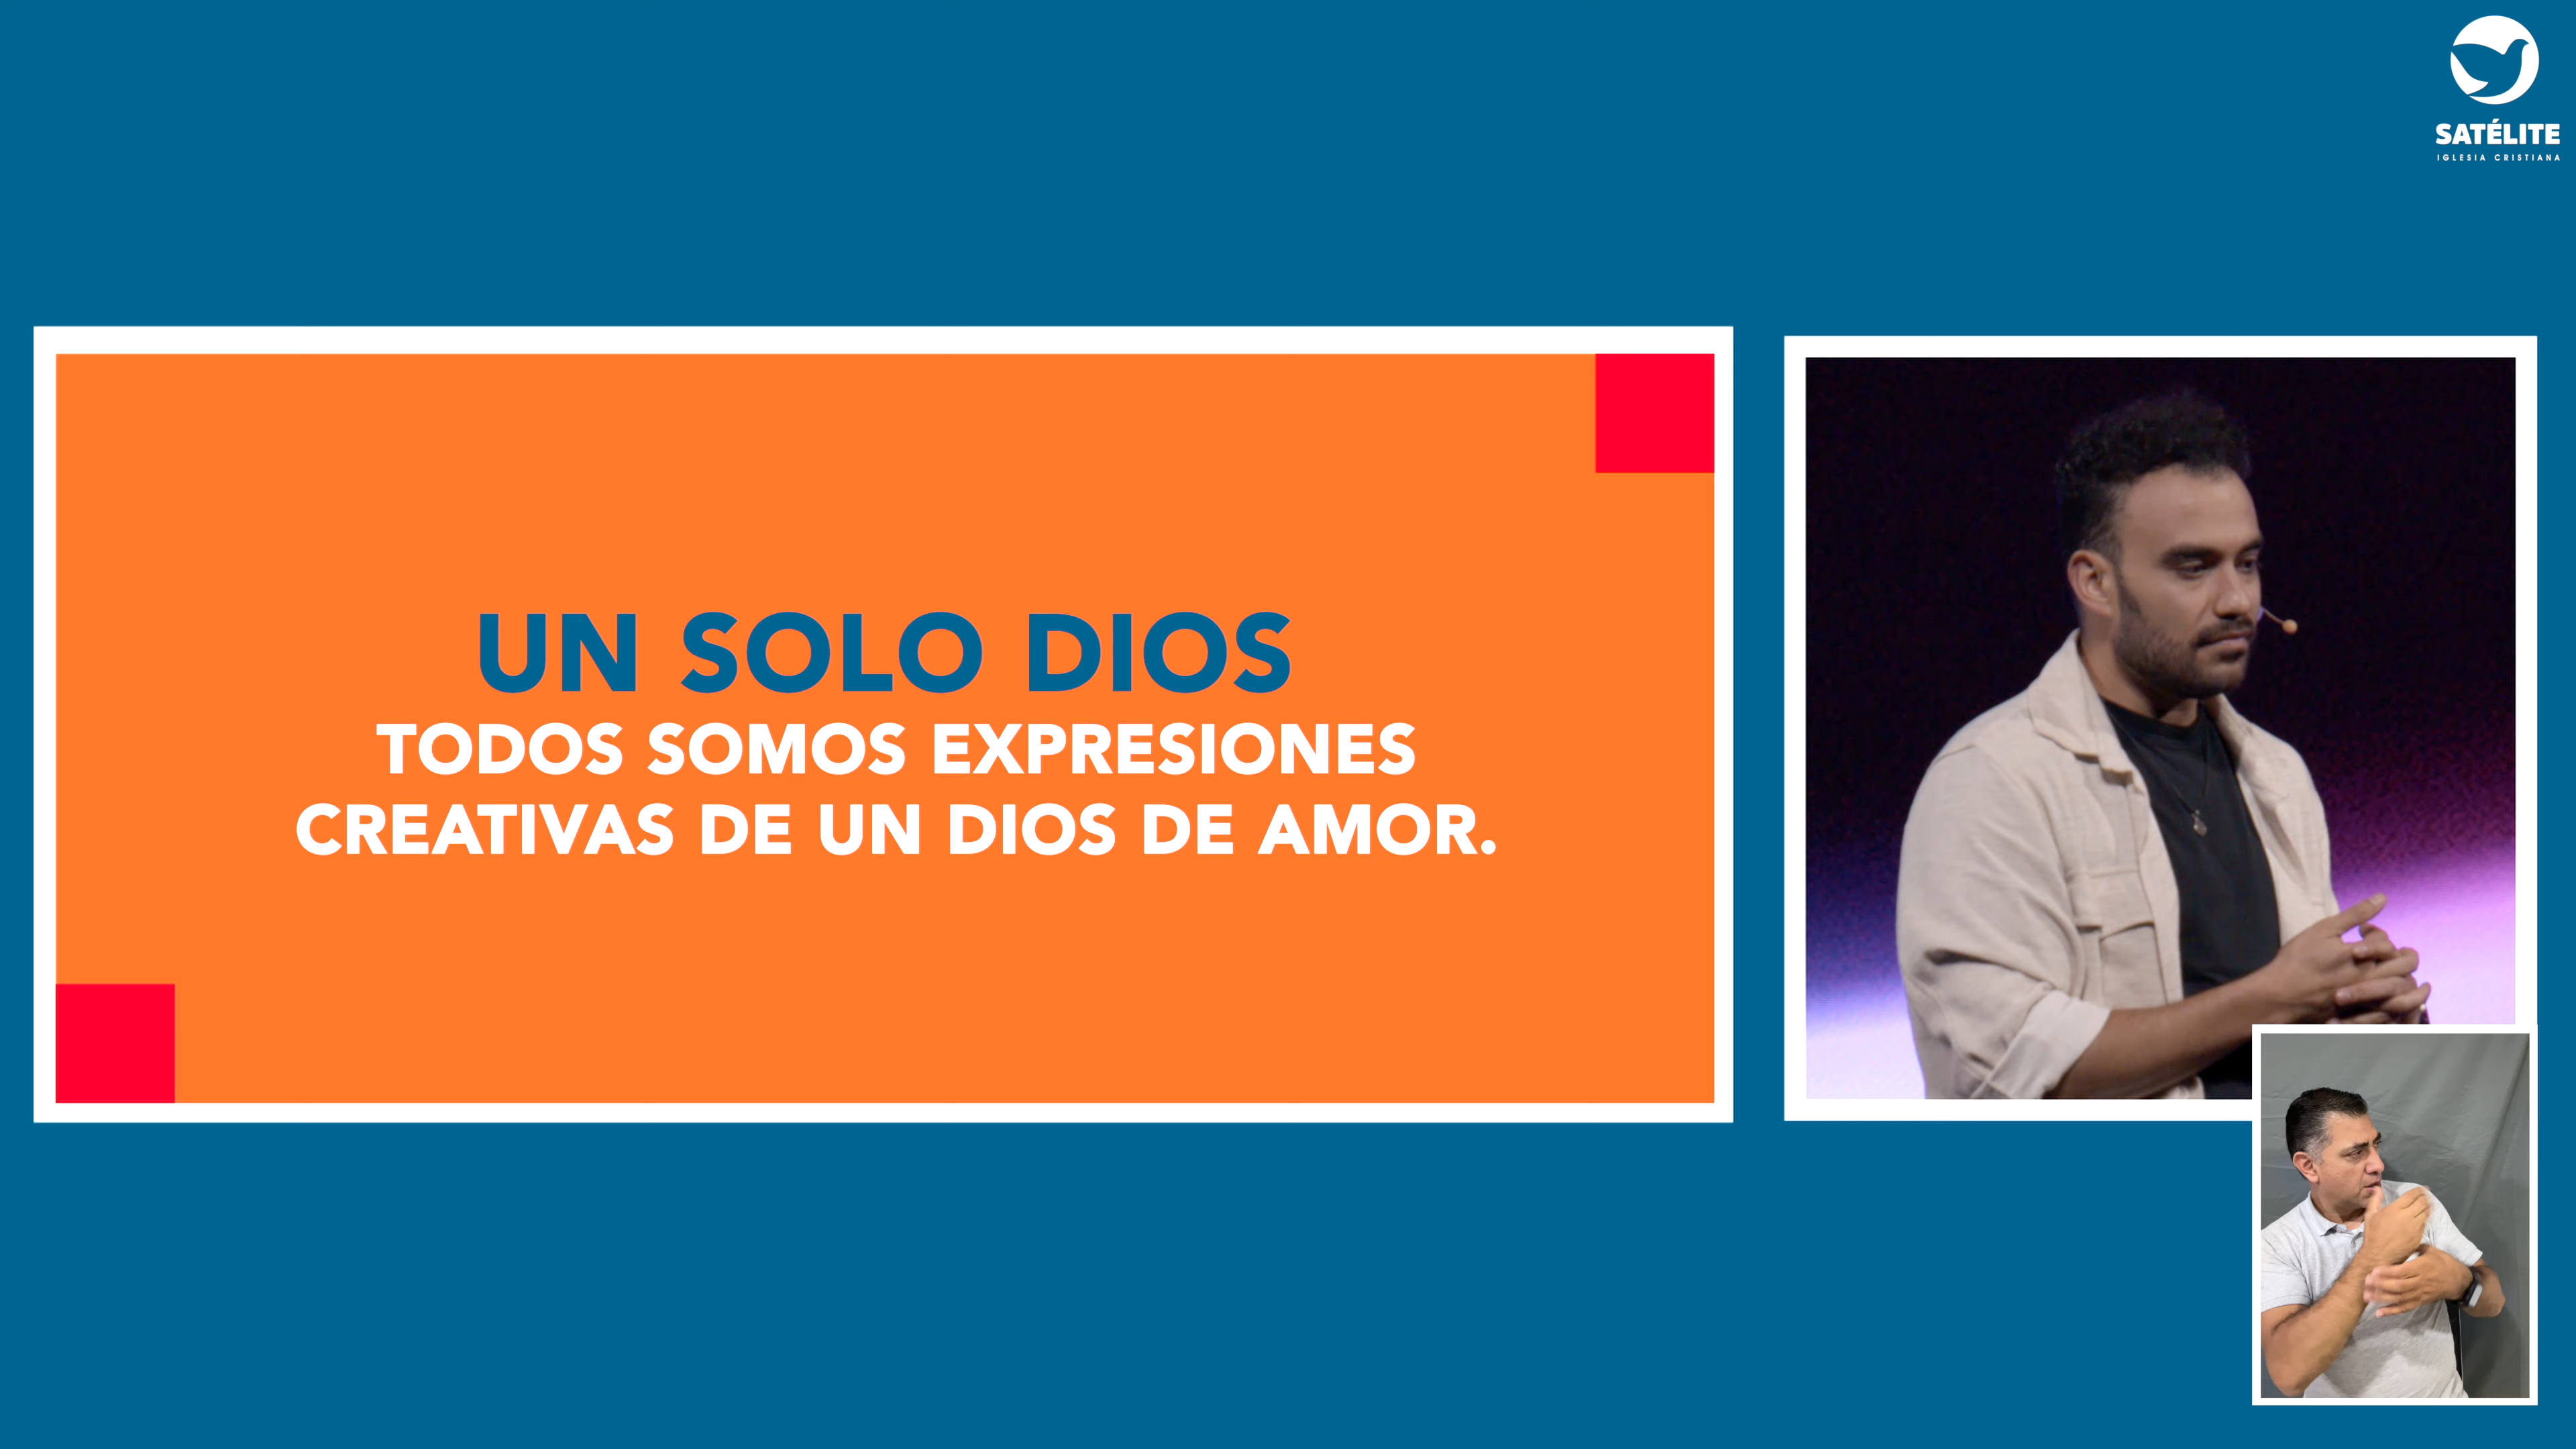 SATÉLITE
IGLESIA CRISTIANA
UN SOLO DIOS
TODOS SOMOS EXPRESIONES
CREATIVAS DE UN DIOS DE AMOR.